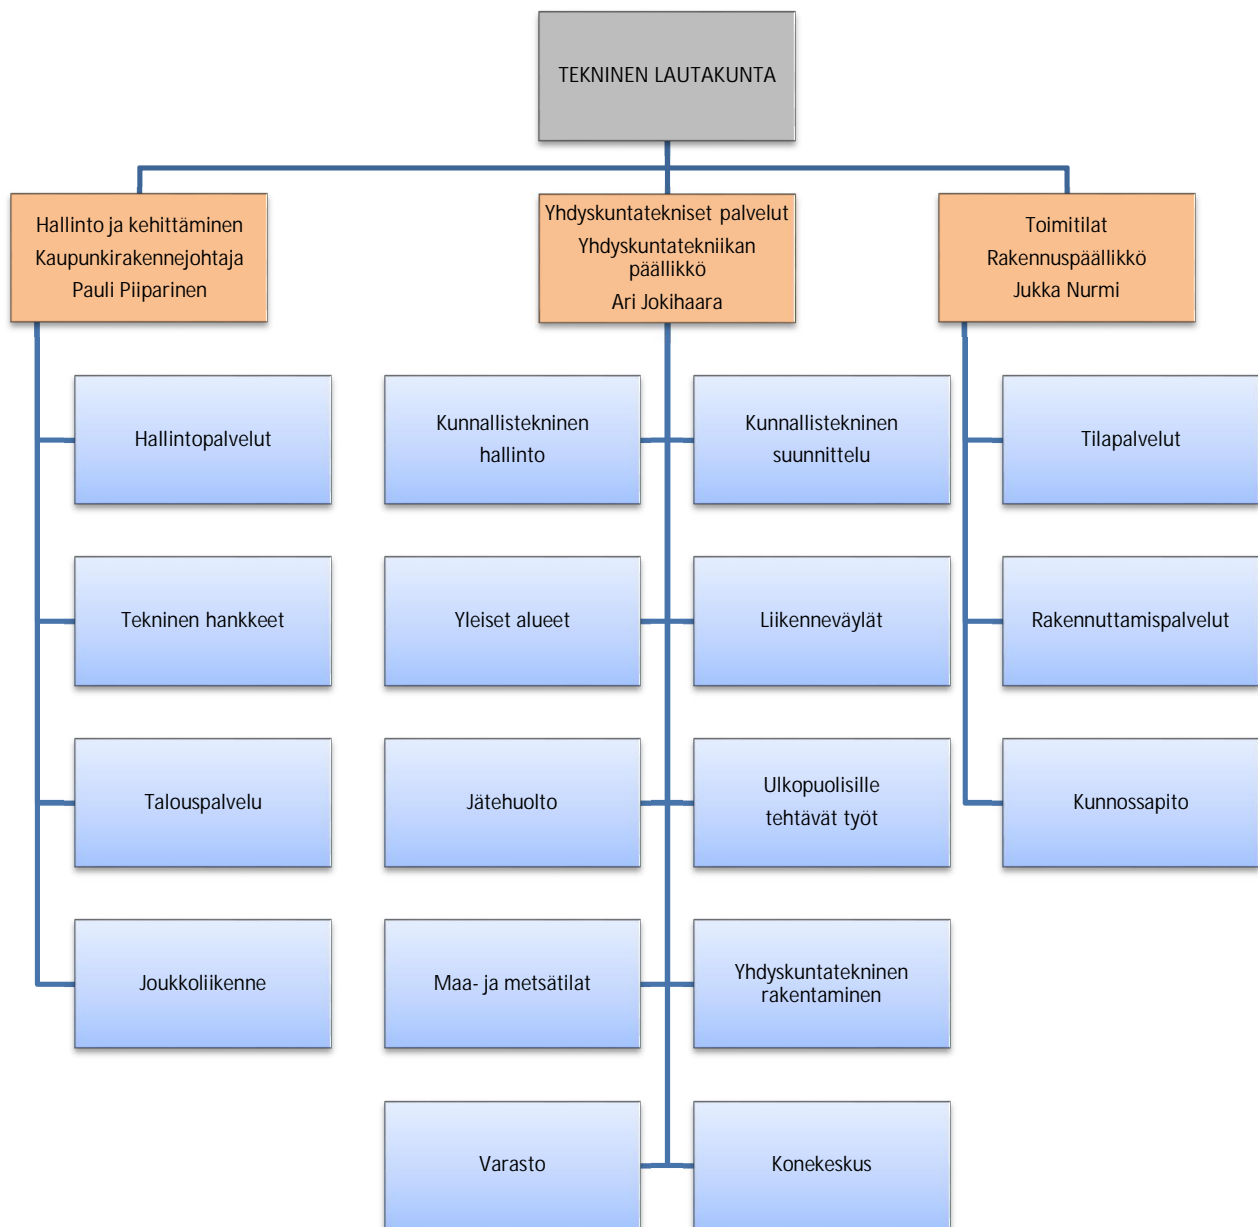 TEKNINEN LAUTAKUNTA
Hallinto ja kehittäminen
Kaupunkirakennejohtaja
Pauli Piiparinen
Yhdyskuntatekniset palvelut
Yhdyskuntatekniikan
päällikkö
Ari Jokihaara
Toimitilat
Rakennuspäällikkö
Jukka Nurmi
Hallintopalvelut
Kunnallistekninen
hallinto
Kunnallistekninen
suunnittelu
Tilapalvelut
Tekninen hankkeet
Yleiset alueet
Liikenneväylät
Rakennuttamispalvelut
Talouspalvelu
Jätehuolto
Ulkopuolisille
tehtävät työt
Kunnossapito
Joukkoliikenne
Maa- ja metsätilat
Yhdyskuntatekninen
rakentaminen
Varasto
Konekeskus